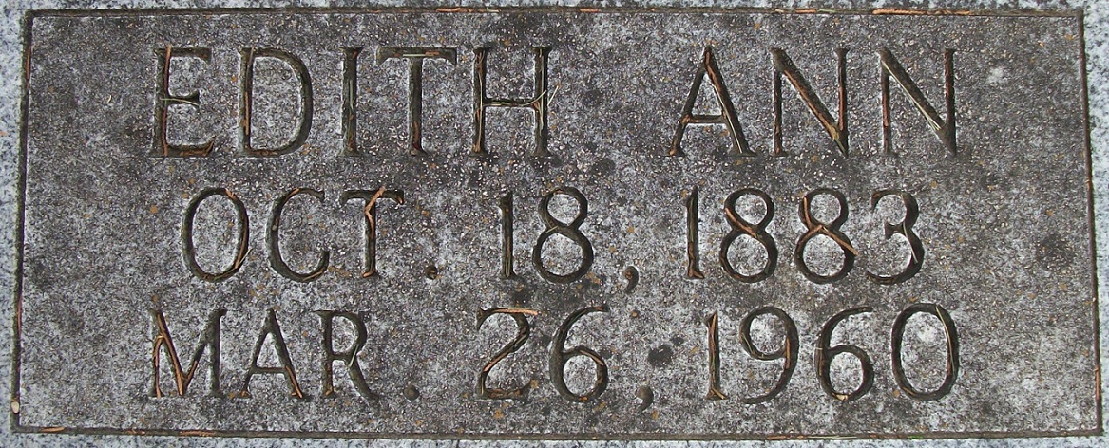 EDITH ANN
OCT. 18, 1883
MAR. 26, 1960